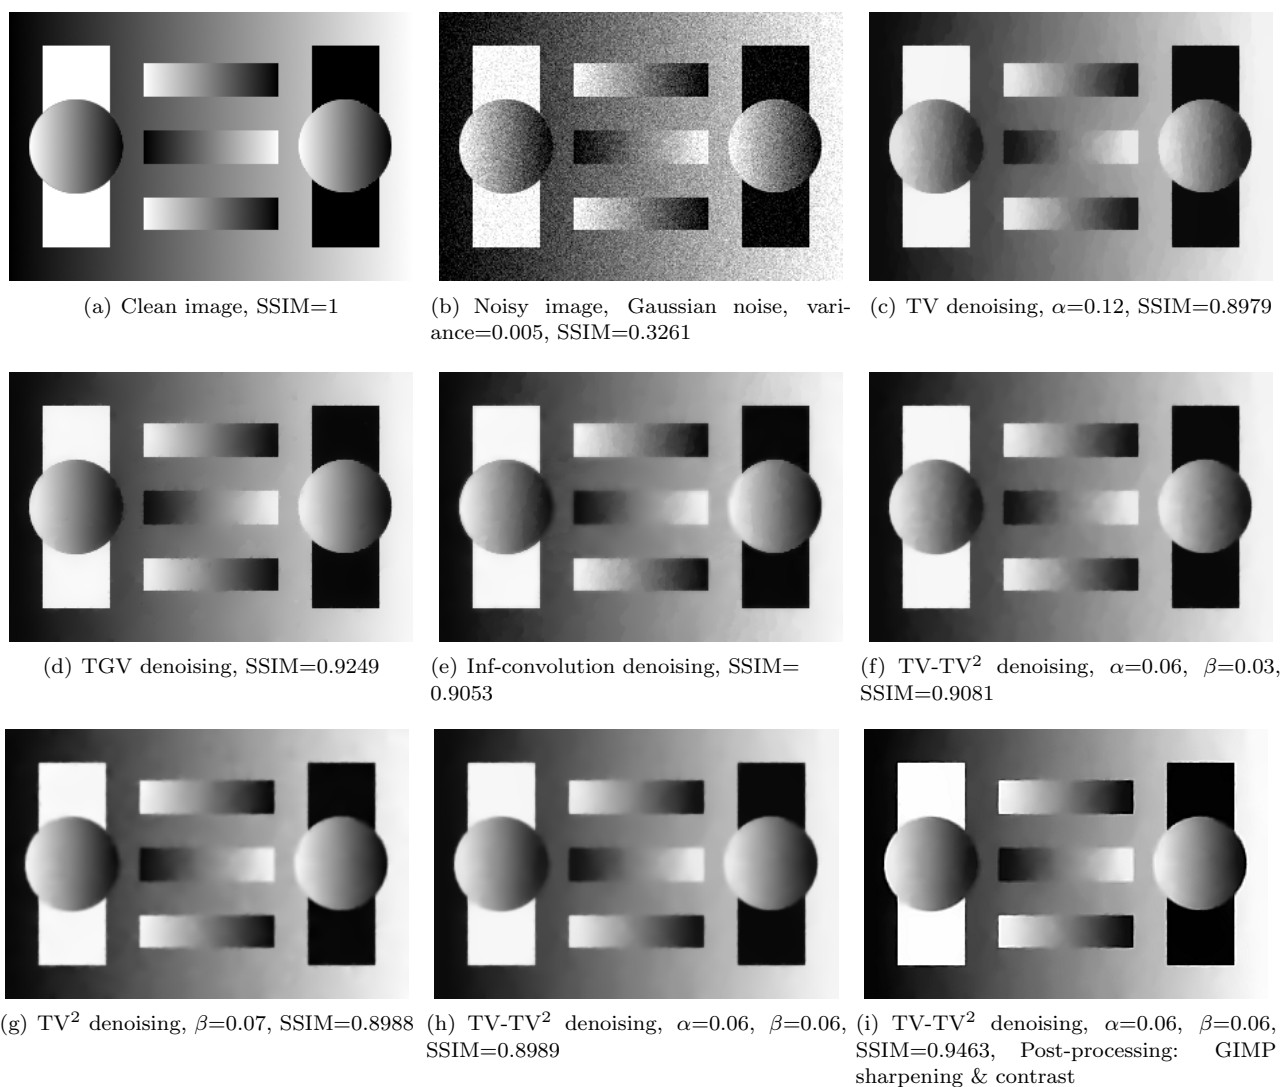 (a) Clean image, SSIM=1
(b) Noisy image, Gaussian noise, vari-
ance=0.005, SSIM=0.3261
(c) TV denoising, α=0.12, SSIM=0.8979
(d) TGV denoising, SSIM=0.9249
(e) Inf-convolution denoising, SSIM=
0.9053
(f) TV-TV² denoising, α=0.06, β=0.03,
SSIM=0.9081
(g) TV² denoising, β=0.07, SSIM=0.8988
(h) TV-TV² denoising, α=0.06, β=0.06,
SSIM=0.8989
(i) TV-TV² denoising, α=0.06, β=0.06,
SSIM=0.9463, Post-processing: GIMP
sharpening & contrast